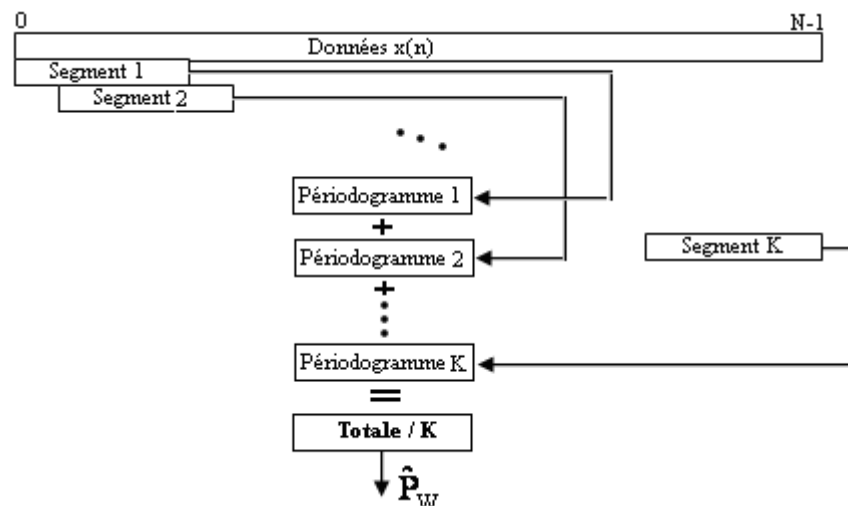 0 N-1
Données x(n)
Segment 1
Segment 2
Périodogramme 1
+
Périodogramme 2
Segment K
+
Périodogramme K
=
Totale / K
P̂w